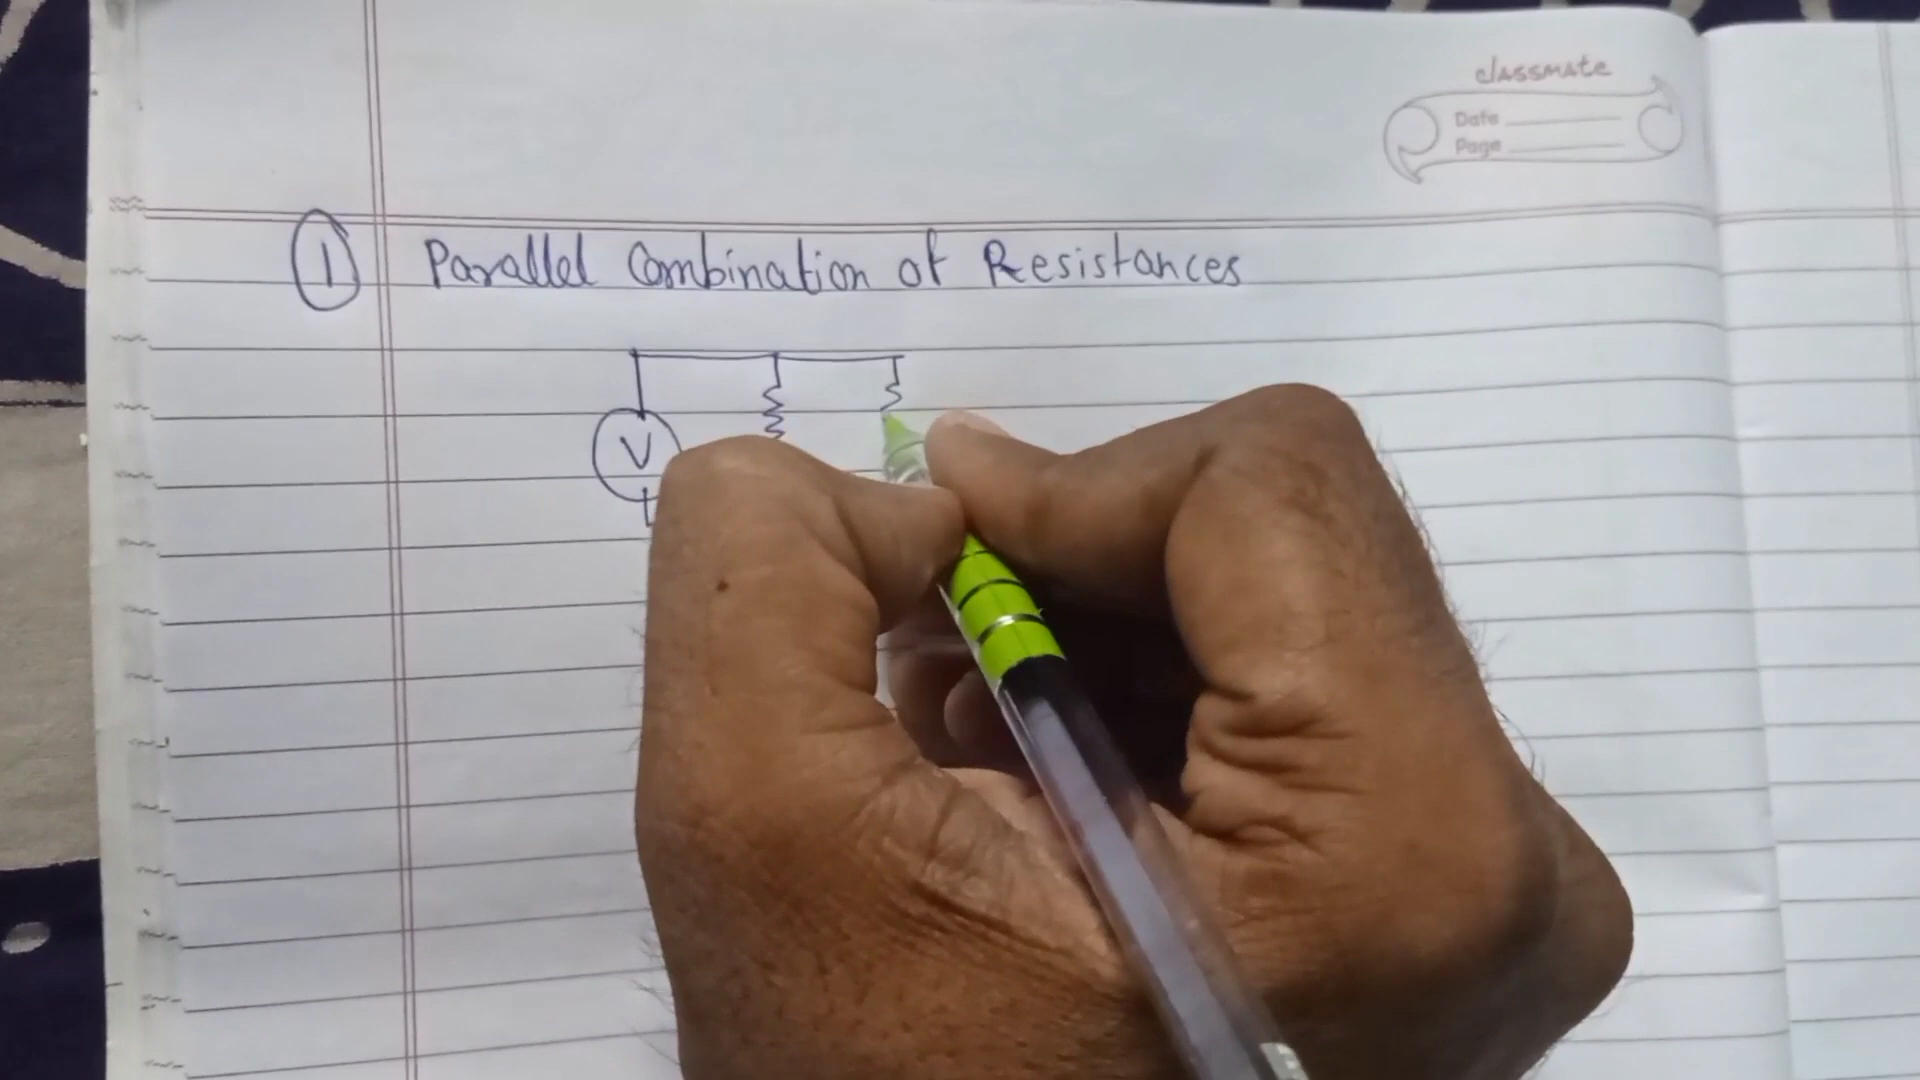 classmate
Date
Page
1 Parallel Combination of Resistances
V